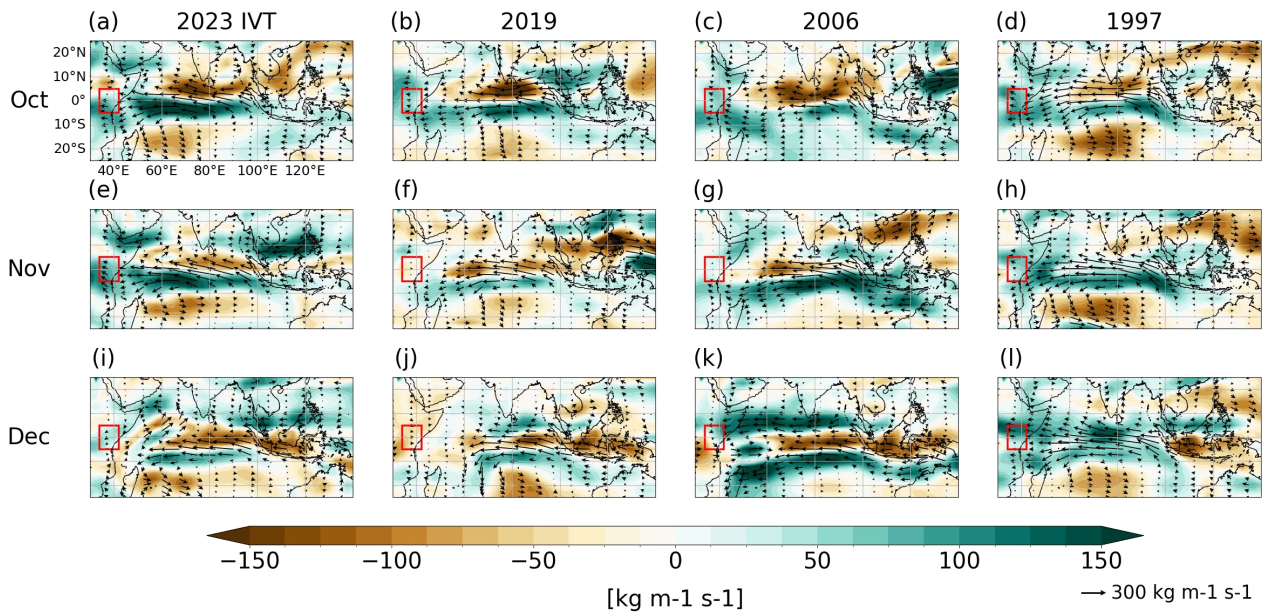 (a) 2023 IVT (b) 2019 (c) 2006 (d) 1997
20°N
10°N
Oct 0°
10°S
20°S
40°E 60°E 80°E 100°E 120°E
(e) (f) (g) (h)
Nov
(i) (j) (k) (l)
Dec
−150 −100 −50 0 50 100 150
[kg m-1 s-1]
300 kg m-1 s-1